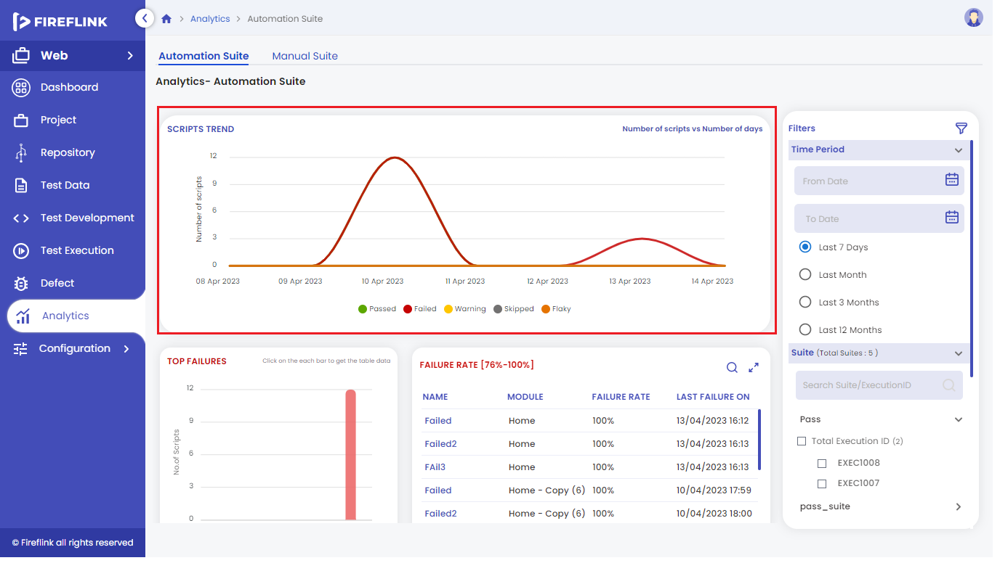 FIREFLINK
Web
Dashboard
Project
Repository
Test Data
Test Development
Test Execution
Defect
Analytics
Configuration
© Fireflink all rights reserved
Analytics Automation Suite
Automation Suite Manual Suite
Analytics- Automation Suite
SCRIPTS TREND
Number of scripts vs Number of days
Number of scripts
12
9
6
3
0
08 Apr 2023 09 Apr 2023 10 Apr 2023 11 Apr 2023 12 Apr 2023 13 Apr 2023 14 Apr 2023
Passed Failed Warning Skipped Flaky
TOP FAILURES
Click on the each bar to get the table data
No.of Scripts
12
9
6
3
0
FAILURE RATE [76%-100%]
NAME MODULE FAILURE RATE LAST FAILURE ON
Failed Home 100% 13/04/2023 16:12
Failed2 Home 100% 13/04/2023 16:13
FAil3 Home 100% 13/04/2023 16:13
Failed Home - Copy (6) 100% 10/04/2023 17:59
Failed2 Home - Copy (6) 100% 10/04/2023 18:00
Filters
Time Period
From Date
To Date
Last 7 Days
Last Month
Last 3 Months
Last 12 Months
Suite (Total Suites : 5 )
Search Suite/ExecutionID
Pass
Total Execution ID (2)
EXEC1008
EXEC1007
pass_suite